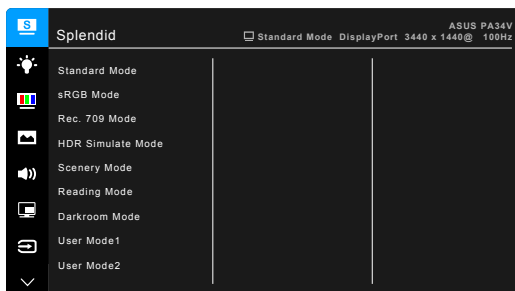 S
Splendid
Standard Mode DisplayPort 3440 x 1440@ 100Hz
ASUS PA34V
Standard Mode
sRGB Mode
Rec. 709 Mode
HDR Simulate Mode
Scenery Mode
Reading Mode
Darkroom Mode
User Mode1
User Mode2